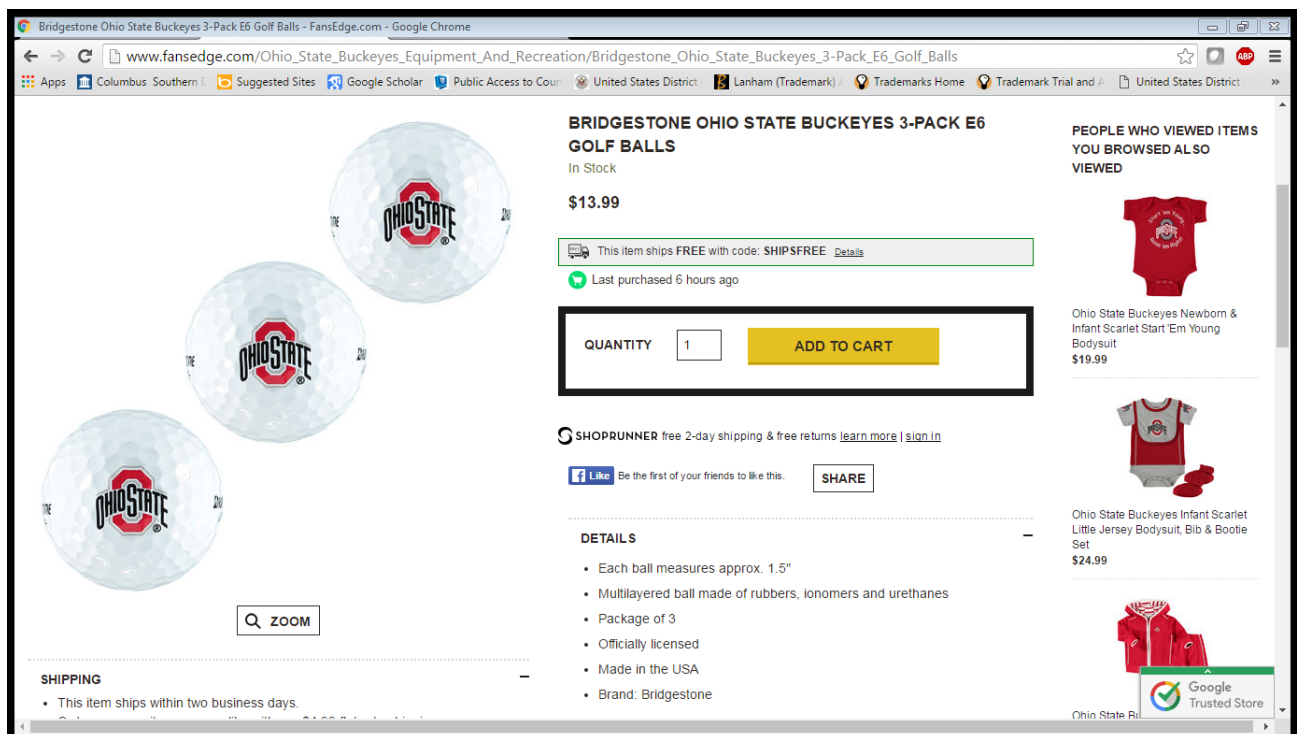 Bridgestone Ohio State Buckeyes 3-Pack E6 Golf Balls - FansEdge.com - Google Chrome
www.fansedge.com/Ohio_State_Buckeyes_Equipment_And_Recreation/Bridgestone_Ohio_State_Buckeyes_3-Pack_E6_Golf_Balls
ABP
Apps Columbus Southern Suggested Sites Google Scholar Public Access to Cour United States District Lanham (Trademark) Trademarks Home Trademark Trial and A United States District »
OHIO STATE ®
OHIO STATE ®
OHIO STATE ®
ZOOM
SHIPPING
• This item ships within two business days.
BRIDGESTONE OHIO STATE BUCKEYES 3-PACK E6
GOLF BALLS
In Stock
$13.99
This item ships FREE with code: SHIPSFREE Details
Last purchased 6 hours ago
QUANTITY 1 ADD TO CART
SHOPRUNNER free 2-day shipping & free returns learn more | sign in
f Like Be the first of your friends to like this. SHARE
DETAILS
• Each ball measures approx. 1.5"
• Multilayered ball made of rubbers, ionomers and urethanes
• Package of 3
• Officially licensed
• Made in the USA
• Brand: Bridgestone
PEOPLE WHO VIEWED ITEMS
YOU BROWSED ALSO
VIEWED
Ohio State Buckeyes Newborn &
Infant Scarlet Start 'Em Young
Bodysuit
$19.99
Ohio State Buckeyes Infant Scarlet
Little Jersey Bodysuit, Bib & Bootie
Set
$24.99
Ohio State
Google
Trusted Store